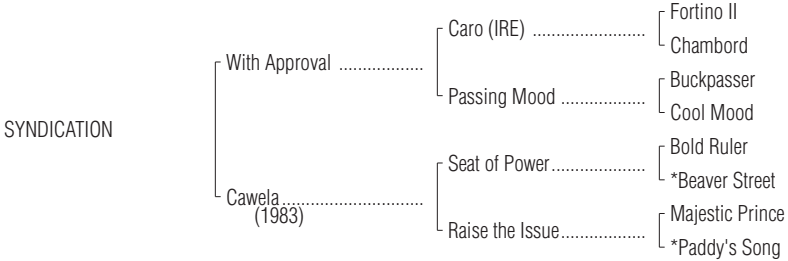 Fortino II
Caro (IRE) ........................
Chambord
With Approval ..................
Buckpasser
Passing Mood ..................
Cool Mood
SYNDICATION
Bold Ruler
Seat of Power....................
*Beaver Street
Cawela..............................
(1983)
Majestic Prince
Raise the Issue..................
*Paddy's Song